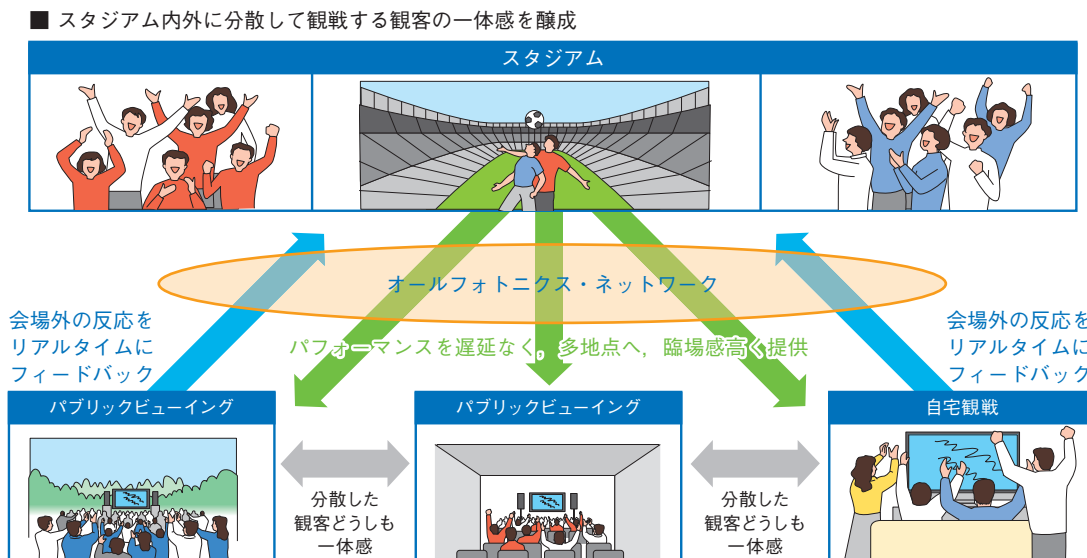 ■ スタジアム内外に分散して観戦する観客の一体感を醸成
スタジアム
オールフォトニクス・ネットワーク
会場外の反応を
リアルタイムに
フィードバック
パフォーマンスを遅延なく，多地点へ，臨場感高く提供
会場外の反応を
リアルタイムに
フィードバック
パブリックビューイング
パブリックビューイング
自宅観戦
分散した
観客どうしも
一体感
分散した
観客どうしも
一体感